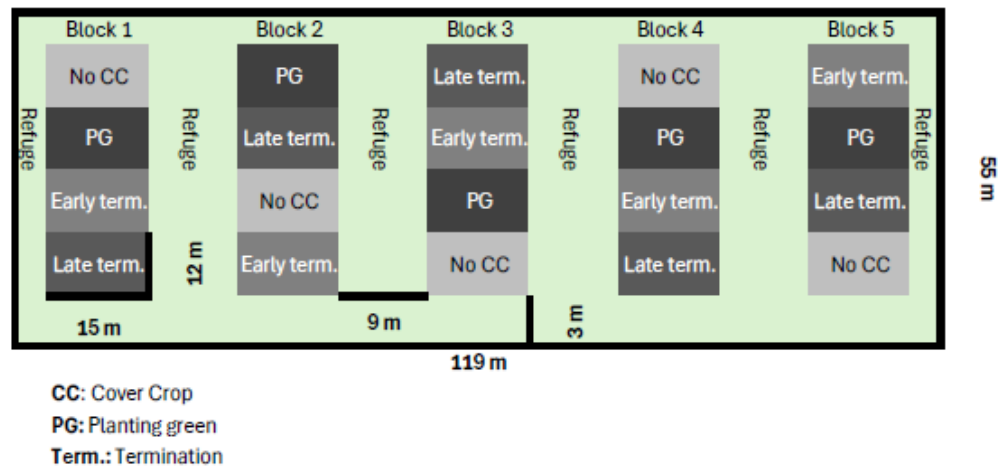 Block 1 Block 2 Block 3 Block 4 Block 5
No CC PG Late term. No CC Early term.
Refuge PG Refuge Late term. Refuge Early term. Refuge PG Refuge PG Refuge
Early term. No CC PG Early term. Late term.
Late term. Early term. No CC Late term. No CC
12 m
15 m 9 m 3 m
55 m
119 m
CC: Cover Crop
PG: Planting green
Term.: Termination